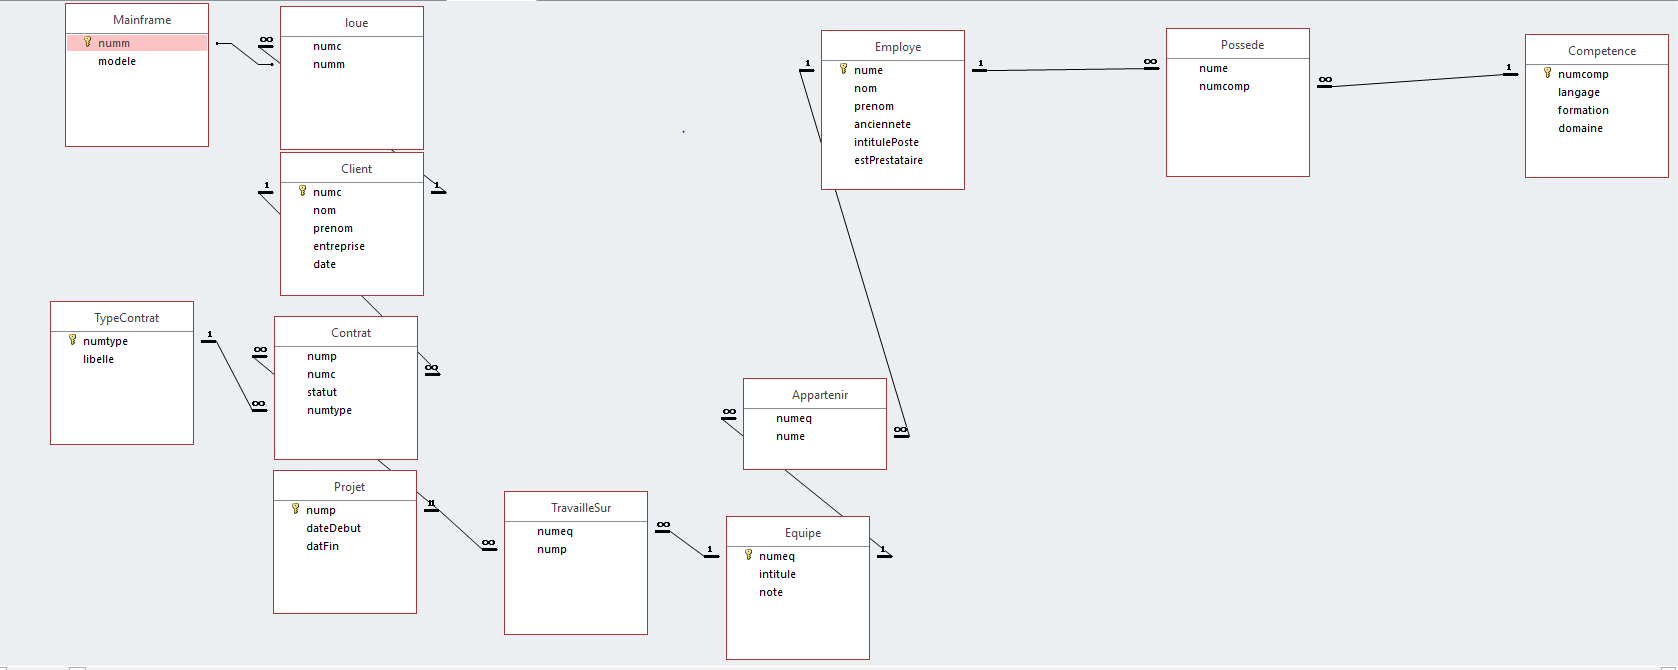 Mainframe
numm
modele
loue
numc
numm
Client
numc
nom
prenom
entreprise
date
TypeContrat
numtype
libelle
Contrat
nump
numc
statut
numtype
Projet
nump
dateDebut
datFin
TravailleSur
numeq
nump
Equipe
numeq
intitule
note
Appartenir
numeq
nume
Employe
nume
nom
prenom
anciennete
intitulePoste
estPrestataire
Possede
nume
numcomp
Competence
numcomp
langage
formation
domaine
∞
1
1
1
∞
∞
∞
1
1
∞
∞
1
1
∞
∞
1
1
∞
∞
1